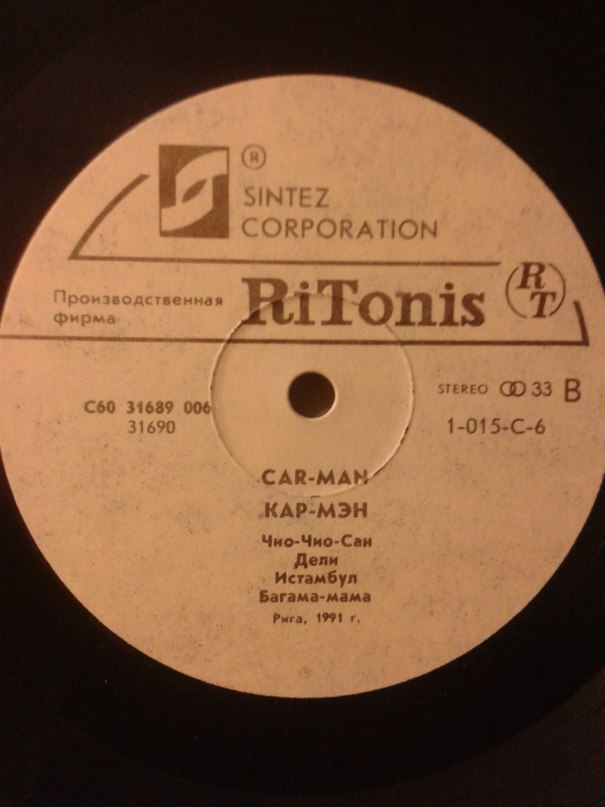 ®
SINTEZ
CORPORATION
Производственная
фирма
RiTonis
RT
С60 31689 006
31690
STEREO 33 B
1-015-C-6
CAR-MAN
КАР-МЭН
Чио-Чио-Сан
Дели
Истамбул
Багама-мама
Рига, 1991 г.